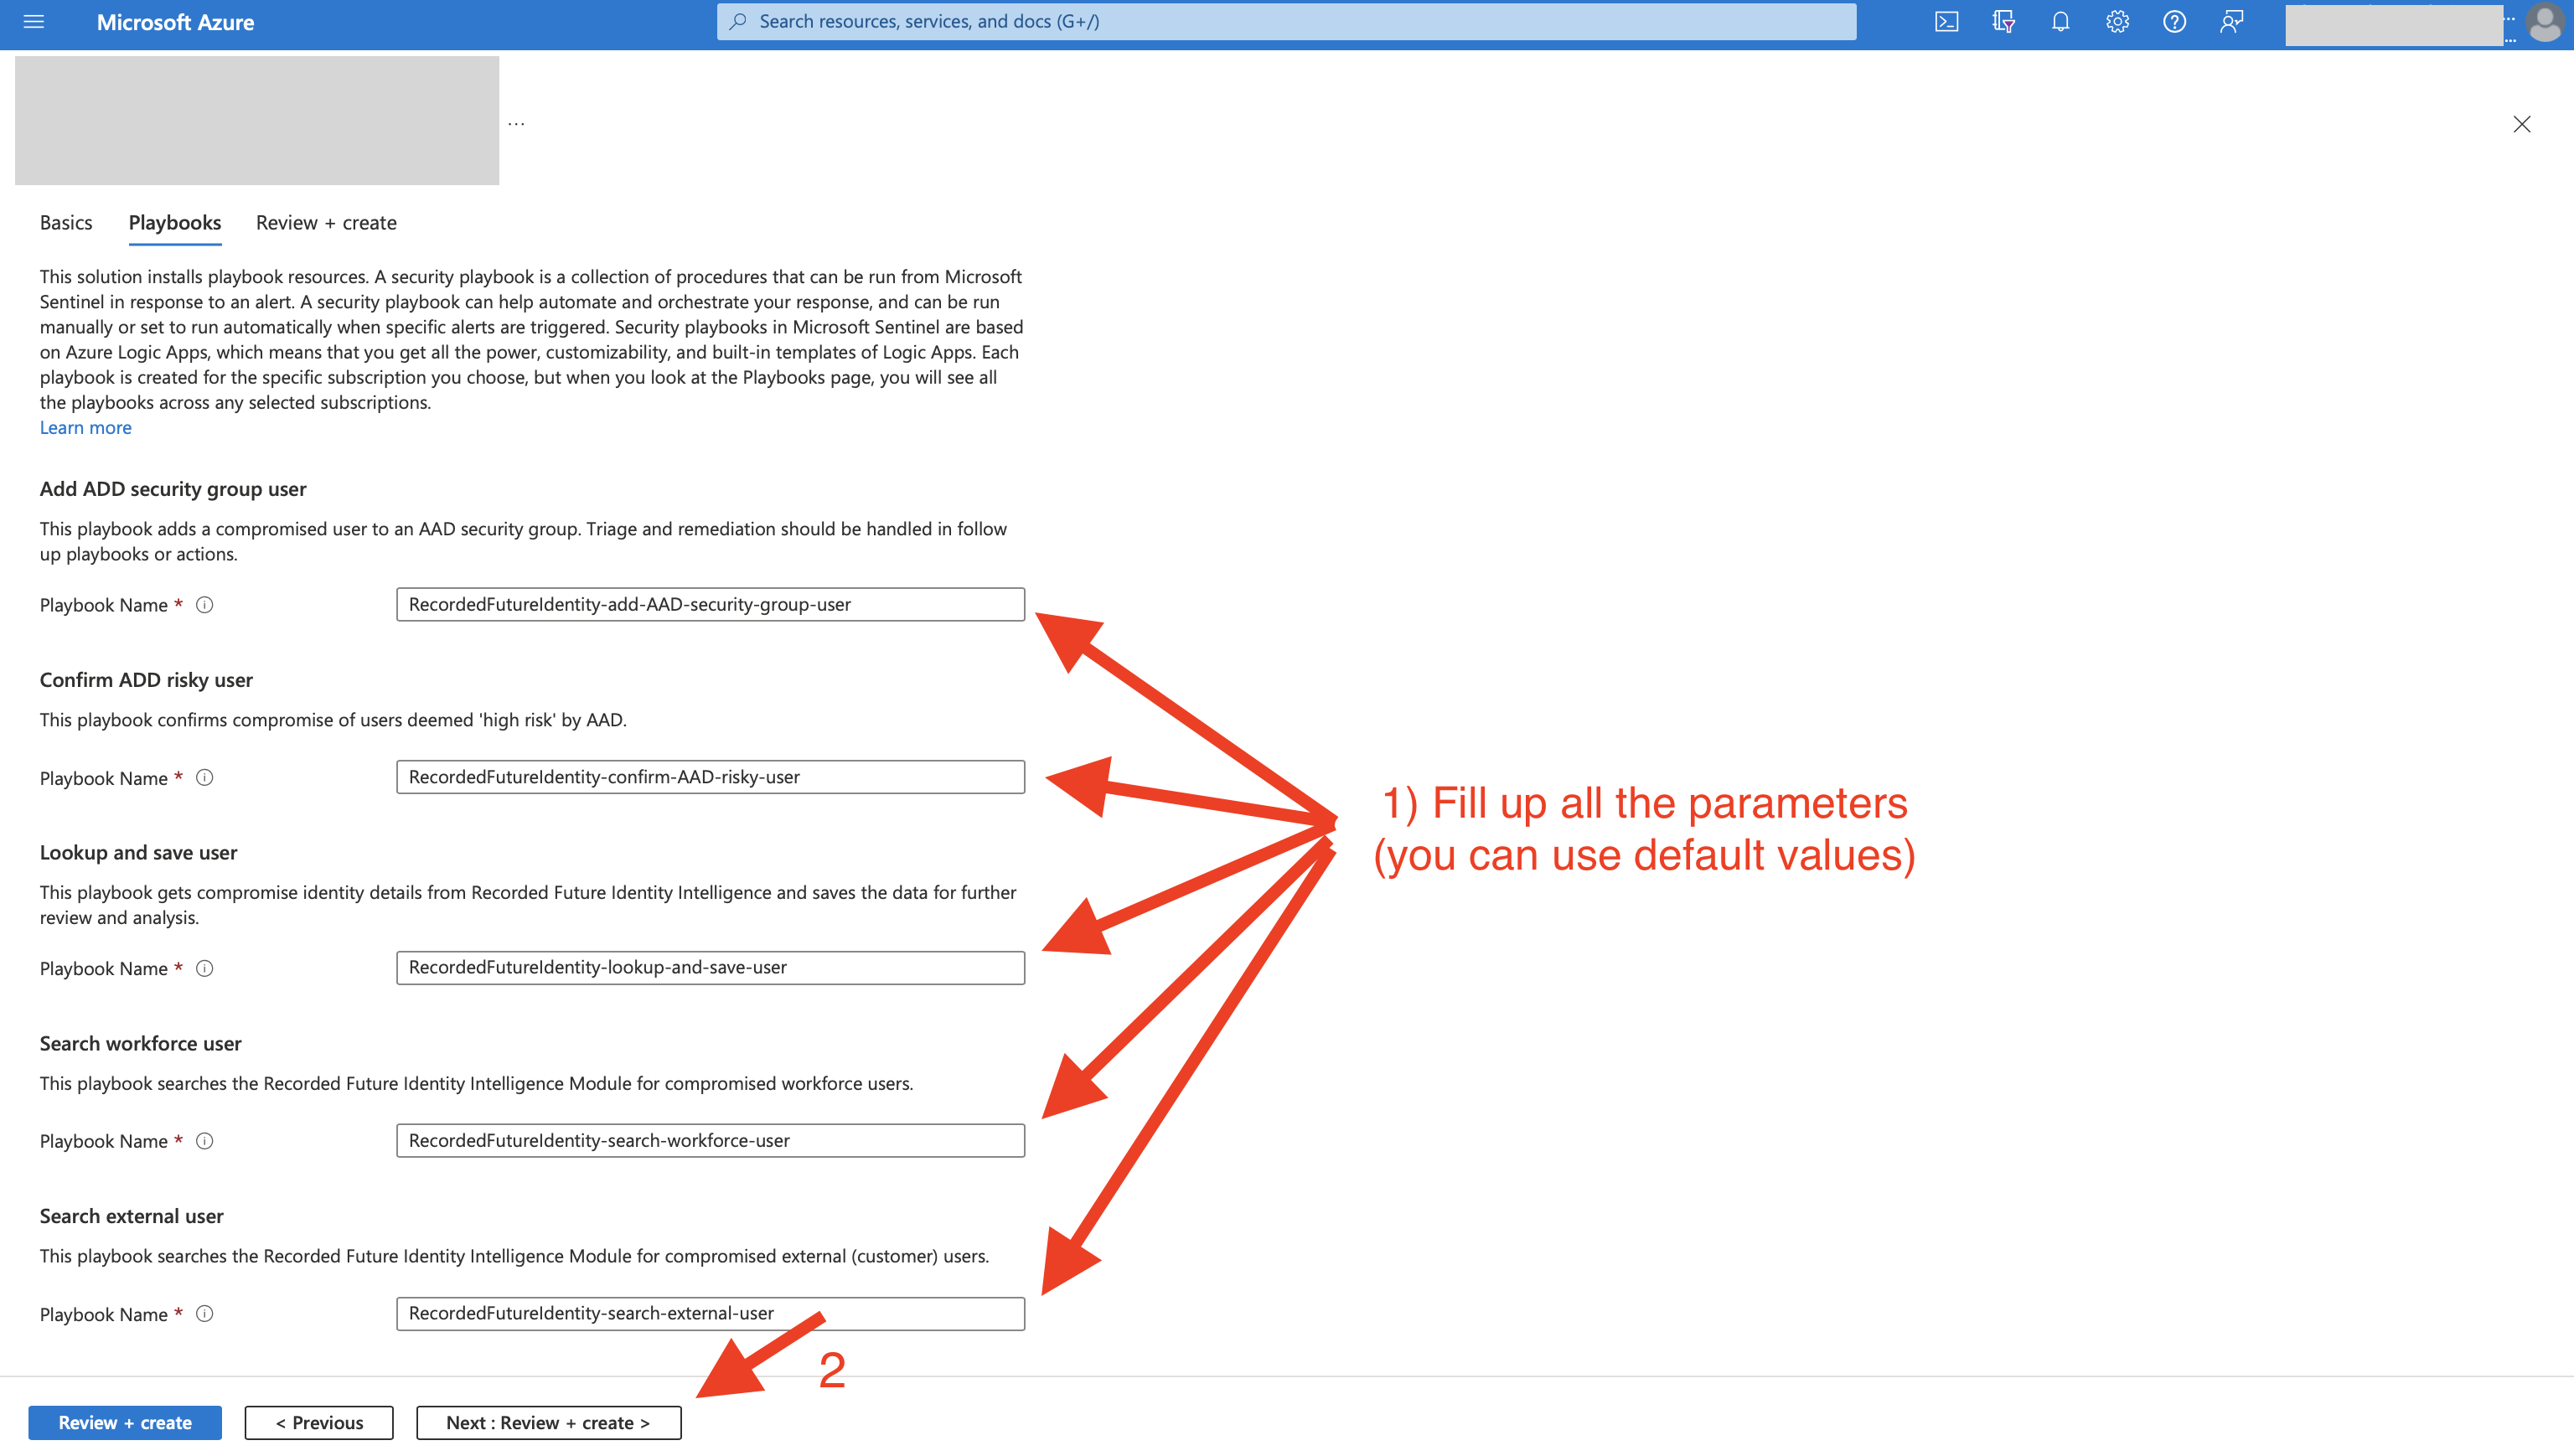 Microsoft Azure
Search resources, services, and docs (G+/)
...
Basics
Playbooks
Review + create
This solution installs playbook resources. A security playbook is a collection of procedures that can be run from Microsoft
Sentinel in response to an alert. A security playbook can help automate and orchestrate your response, and can be run
manually or set to run automatically when specific alerts are triggered. Security playbooks in Microsoft Sentinel are based
on Azure Logic Apps, which means that you get all the power, customizability, and built-in templates of Logic Apps. Each
playbook is created for the specific subscription you choose, but when you look at the Playbooks page, you will see all
the playbooks across any selected subscriptions.
Learn more
Add ADD security group user
This playbook adds a compromised user to an AAD security group. Triage and remediation should be handled in follow
up playbooks or actions.
Playbook Name *
RecordedFutureIdentity-add-AAD-security-group-user
Confirm ADD risky user
This playbook confirms compromise of users deemed 'high risk' by AAD.
Playbook Name *
RecordedFutureIdentity-confirm-AAD-risky-user
1) Fill up all the parameters
(you can use default values)
Lookup and save user
This playbook gets compromise identity details from Recorded Future Identity Intelligence and saves the data for further
review and analysis.
Playbook Name *
RecordedFutureIdentity-lookup-and-save-user
Search workforce user
This playbook searches the Recorded Future Identity Intelligence Module for compromised workforce users.
Playbook Name *
RecordedFutureIdentity-search-workforce-user
Search external user
This playbook searches the Recorded Future Identity Intelligence Module for compromised external (customer) users.
Playbook Name *
RecordedFutureIdentity-search-external-user
2
Review + create
< Previous
Next : Review + create >